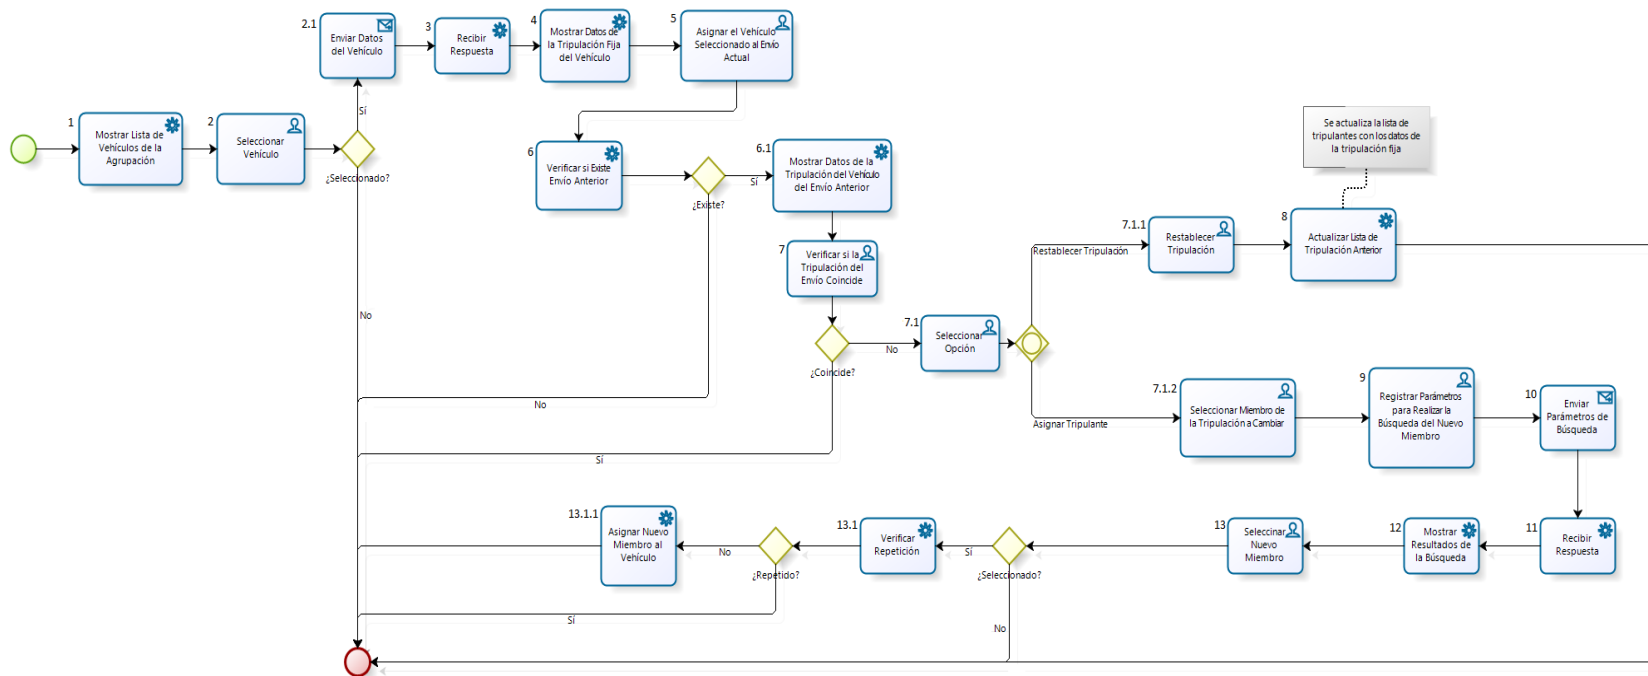 2.1
Enviar Datos
del Vehículo
3
Recibir
Respuesta
4
Mostrar Datos de
la Tripulación Fija
del Vehículo
5
Asignar el Vehículo
Seleccionado al Envío
Actual
1
Mostrar Lista de
Vehículos de la
Agrupación
2
Seleccionar
Vehículo
Sí
¿Seleccionado?
No
6
Verificar si Existe
Envío Anterior
¿Existe?
Sí
No
6.1
Mostrar Datos de la
Tripulación del Vehículo
del Envío Anterior
7
Verificar si la
Tripulación del
Envío Coincide
¿Coincide?
No
Sí
7.1
Seleccionar
Opción
Restablecer Tripulación
Asignar Tripulante
7.1.1
Restablecer
Tripulación
8
Actualizar Lista de
Tripulación Anterior
Se actualiza la lista de
tripulantes con los datos de
la tripulación fija
7.1.2
Seleccionar Miembro de
la Tripulación a Cambiar
9
Registrar Parámetros
para Realizar la
Búsqueda del Nuevo
Miembro
10
Enviar
Parámetros de
Búsqueda
11
Recibir
Respuesta
12
Mostrar
Resultados de
la Búsqueda
13
Seleccinar
Nuevo
Miembro
¿Seleccionado?
Sí
No
13.1
Verificar
Repetición
¿Repetido?
No
Sí
13.1.1
Asignar Nuevo
Miembro al
Vehículo